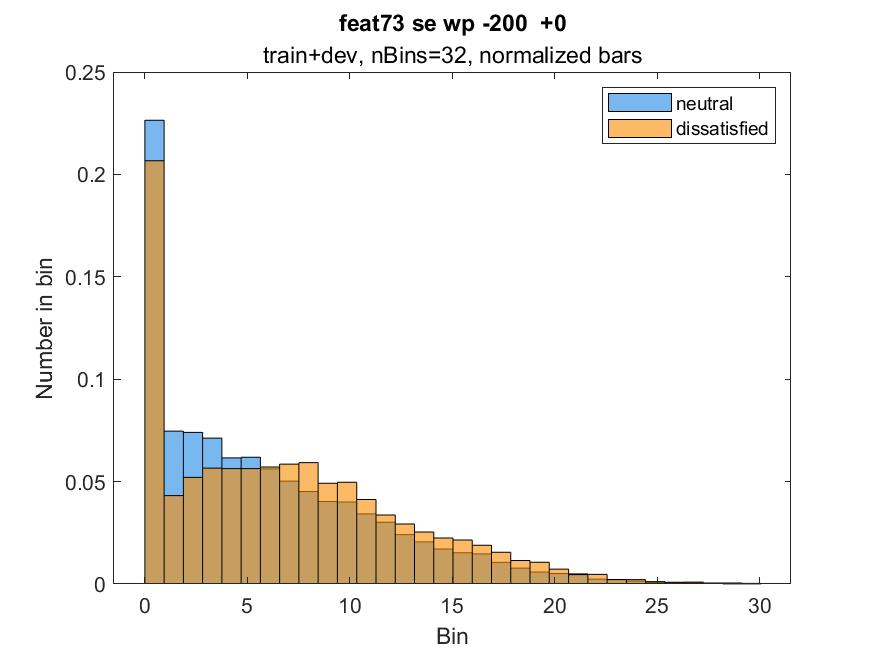 feat73 se wp -200  +0
train+dev, nBins=32, normalized bars
neutral
dissatisfied
Number in bin
0.25
0.2
0.15
0.1
0.05
0
0 5 10 15 20 25 30
Bin